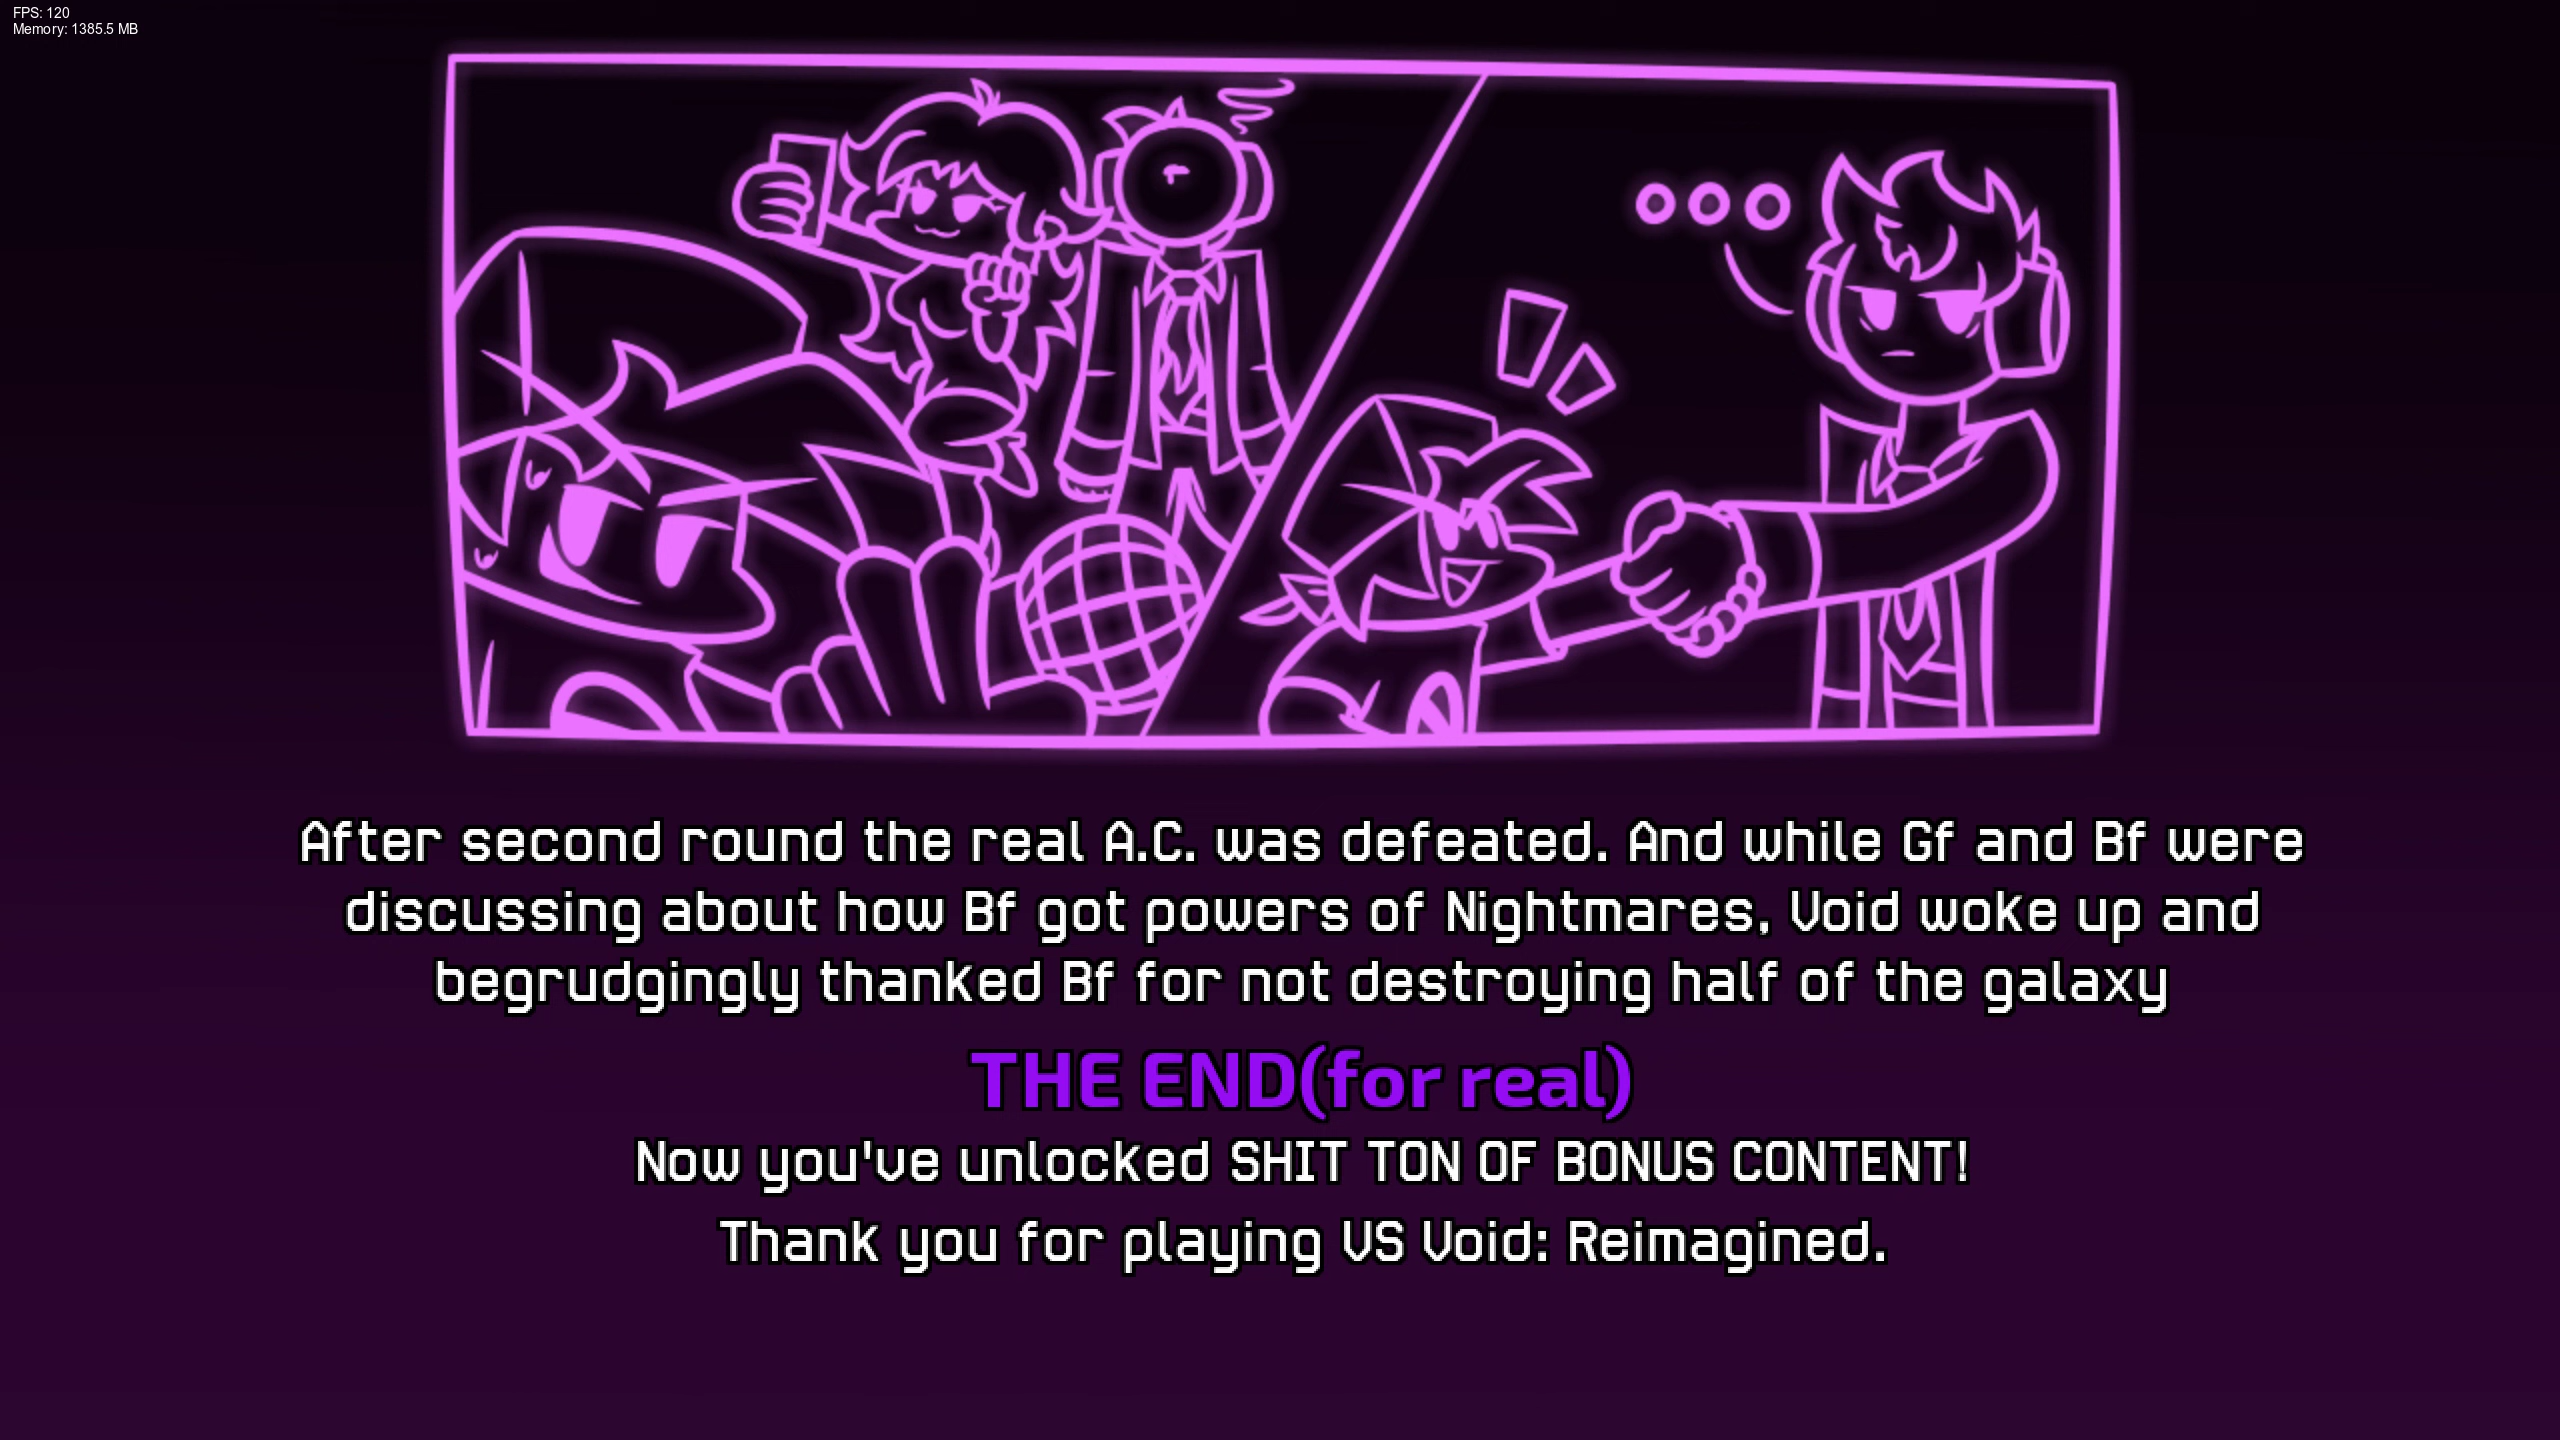 FPS: 120
Memory: 1385.5 MB
After second round the real A.C. was defeated. And while Gf and Bf were
discussing about how Bf got powers of Nightmares, Void woke up and
begrudgingly thanked Bf for not destroying half of the galaxy
THE END(for real)
Now you've unlocked SHIT TON OF BONUS CONTENT!
Thank you for playing VS Void: Reimagined.